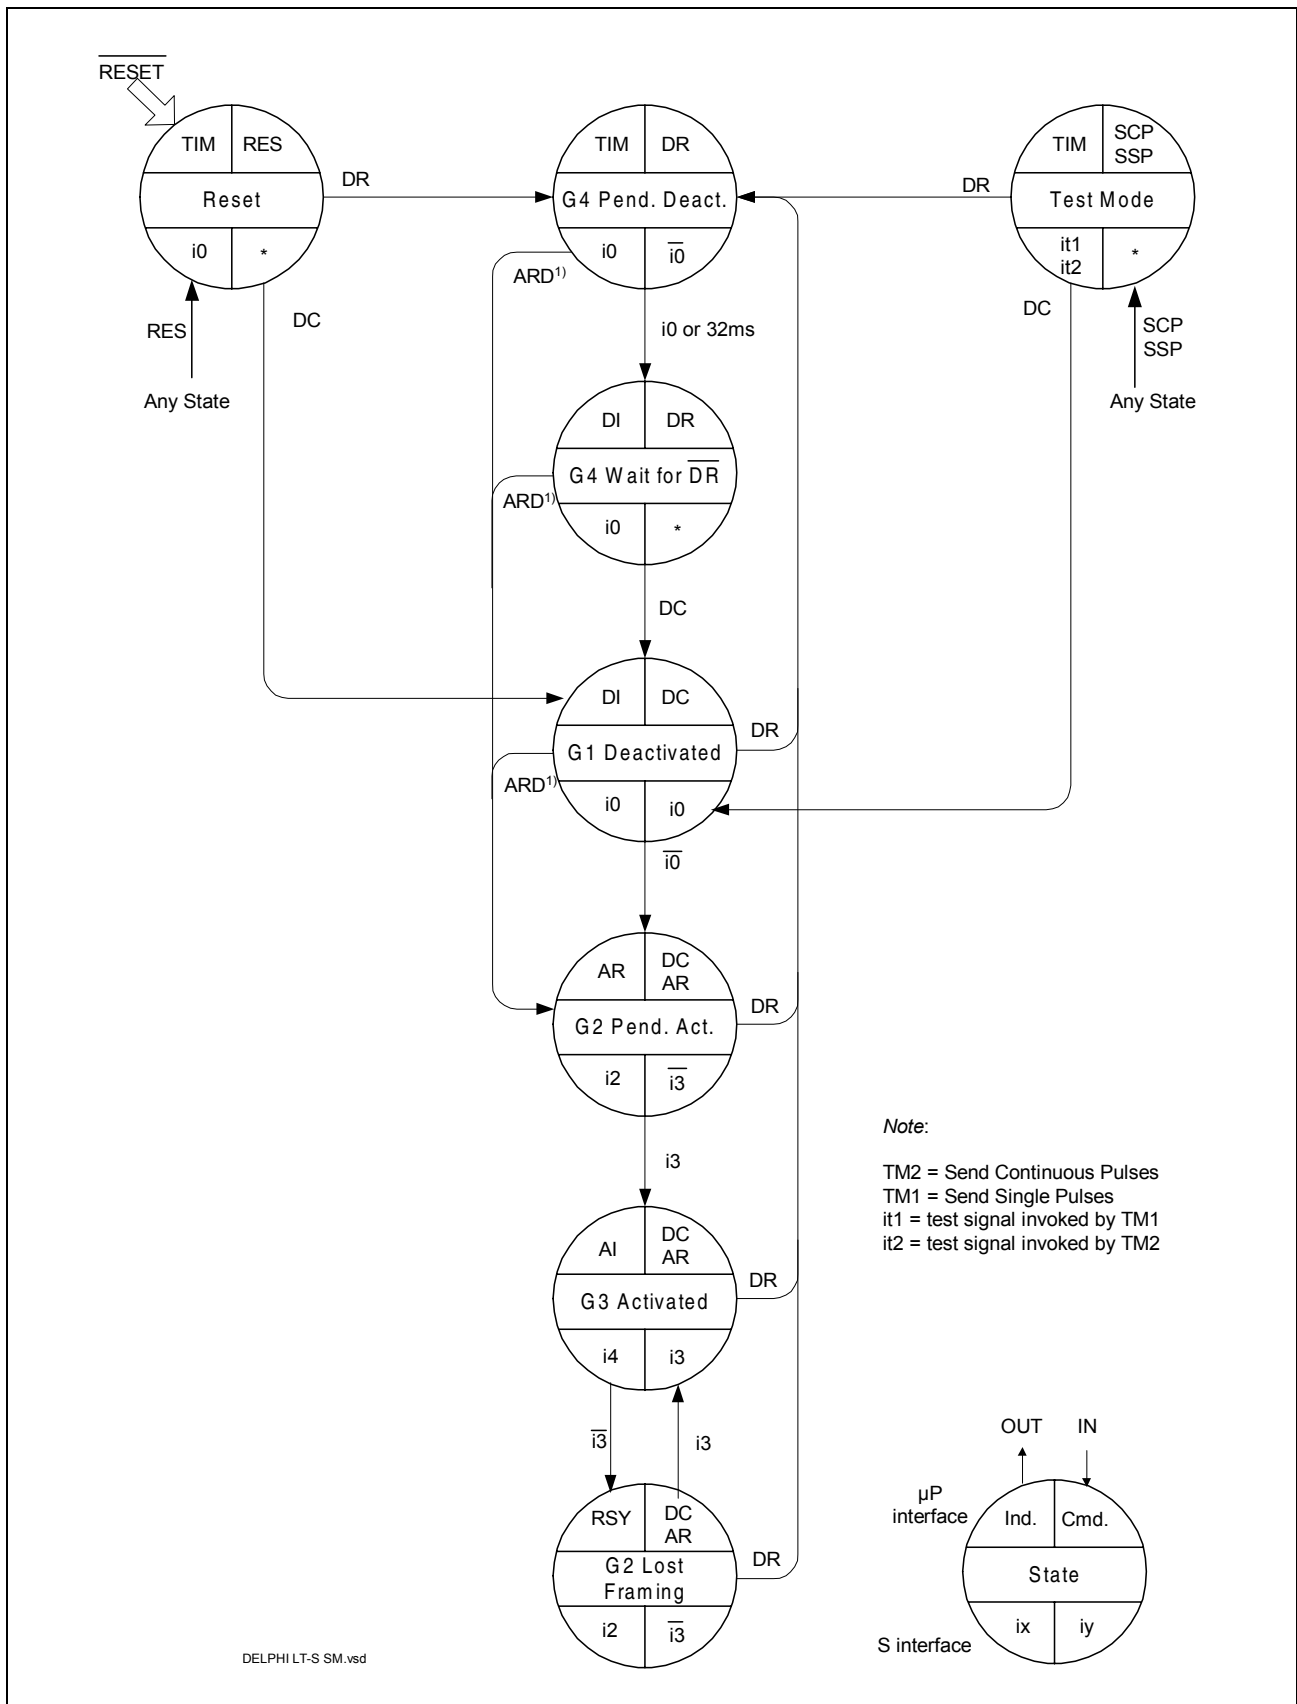 RESET
TIM RES
Reset
i0 *
DR
RES
Any State
DC
TIM DR
G4 Pend. Deact.
i0 i0
ARD1)
i0 or 32ms
TIM SCP
SSP
Test Mode
it1
it2 *
DR
DC
SCP
SSP
Any State
DI DR
G4 Wait for DR
i0 *
ARD1)
DC
DI DC
G1 Deactivated
i0 i0
DR
ARD1)
i0
AR DC
AR
G2 Pend. Act.
i2 i3
DR
i3
AI DC
AR
G3 Activated
i4 i3
DR
i3 i3
RSY DC
AR
G2 Lost
Framing
i2 i3
DR
Note:
TM2 = Send Continuous Pulses
TM1 = Send Single Pulses
it1 = test signal invoked by TM1
it2 = test signal invoked by TM2
OUT IN
µP
interface
Ind. Cmd.
State
ix iy
S interface
DELPHI LT-S SM.vsd